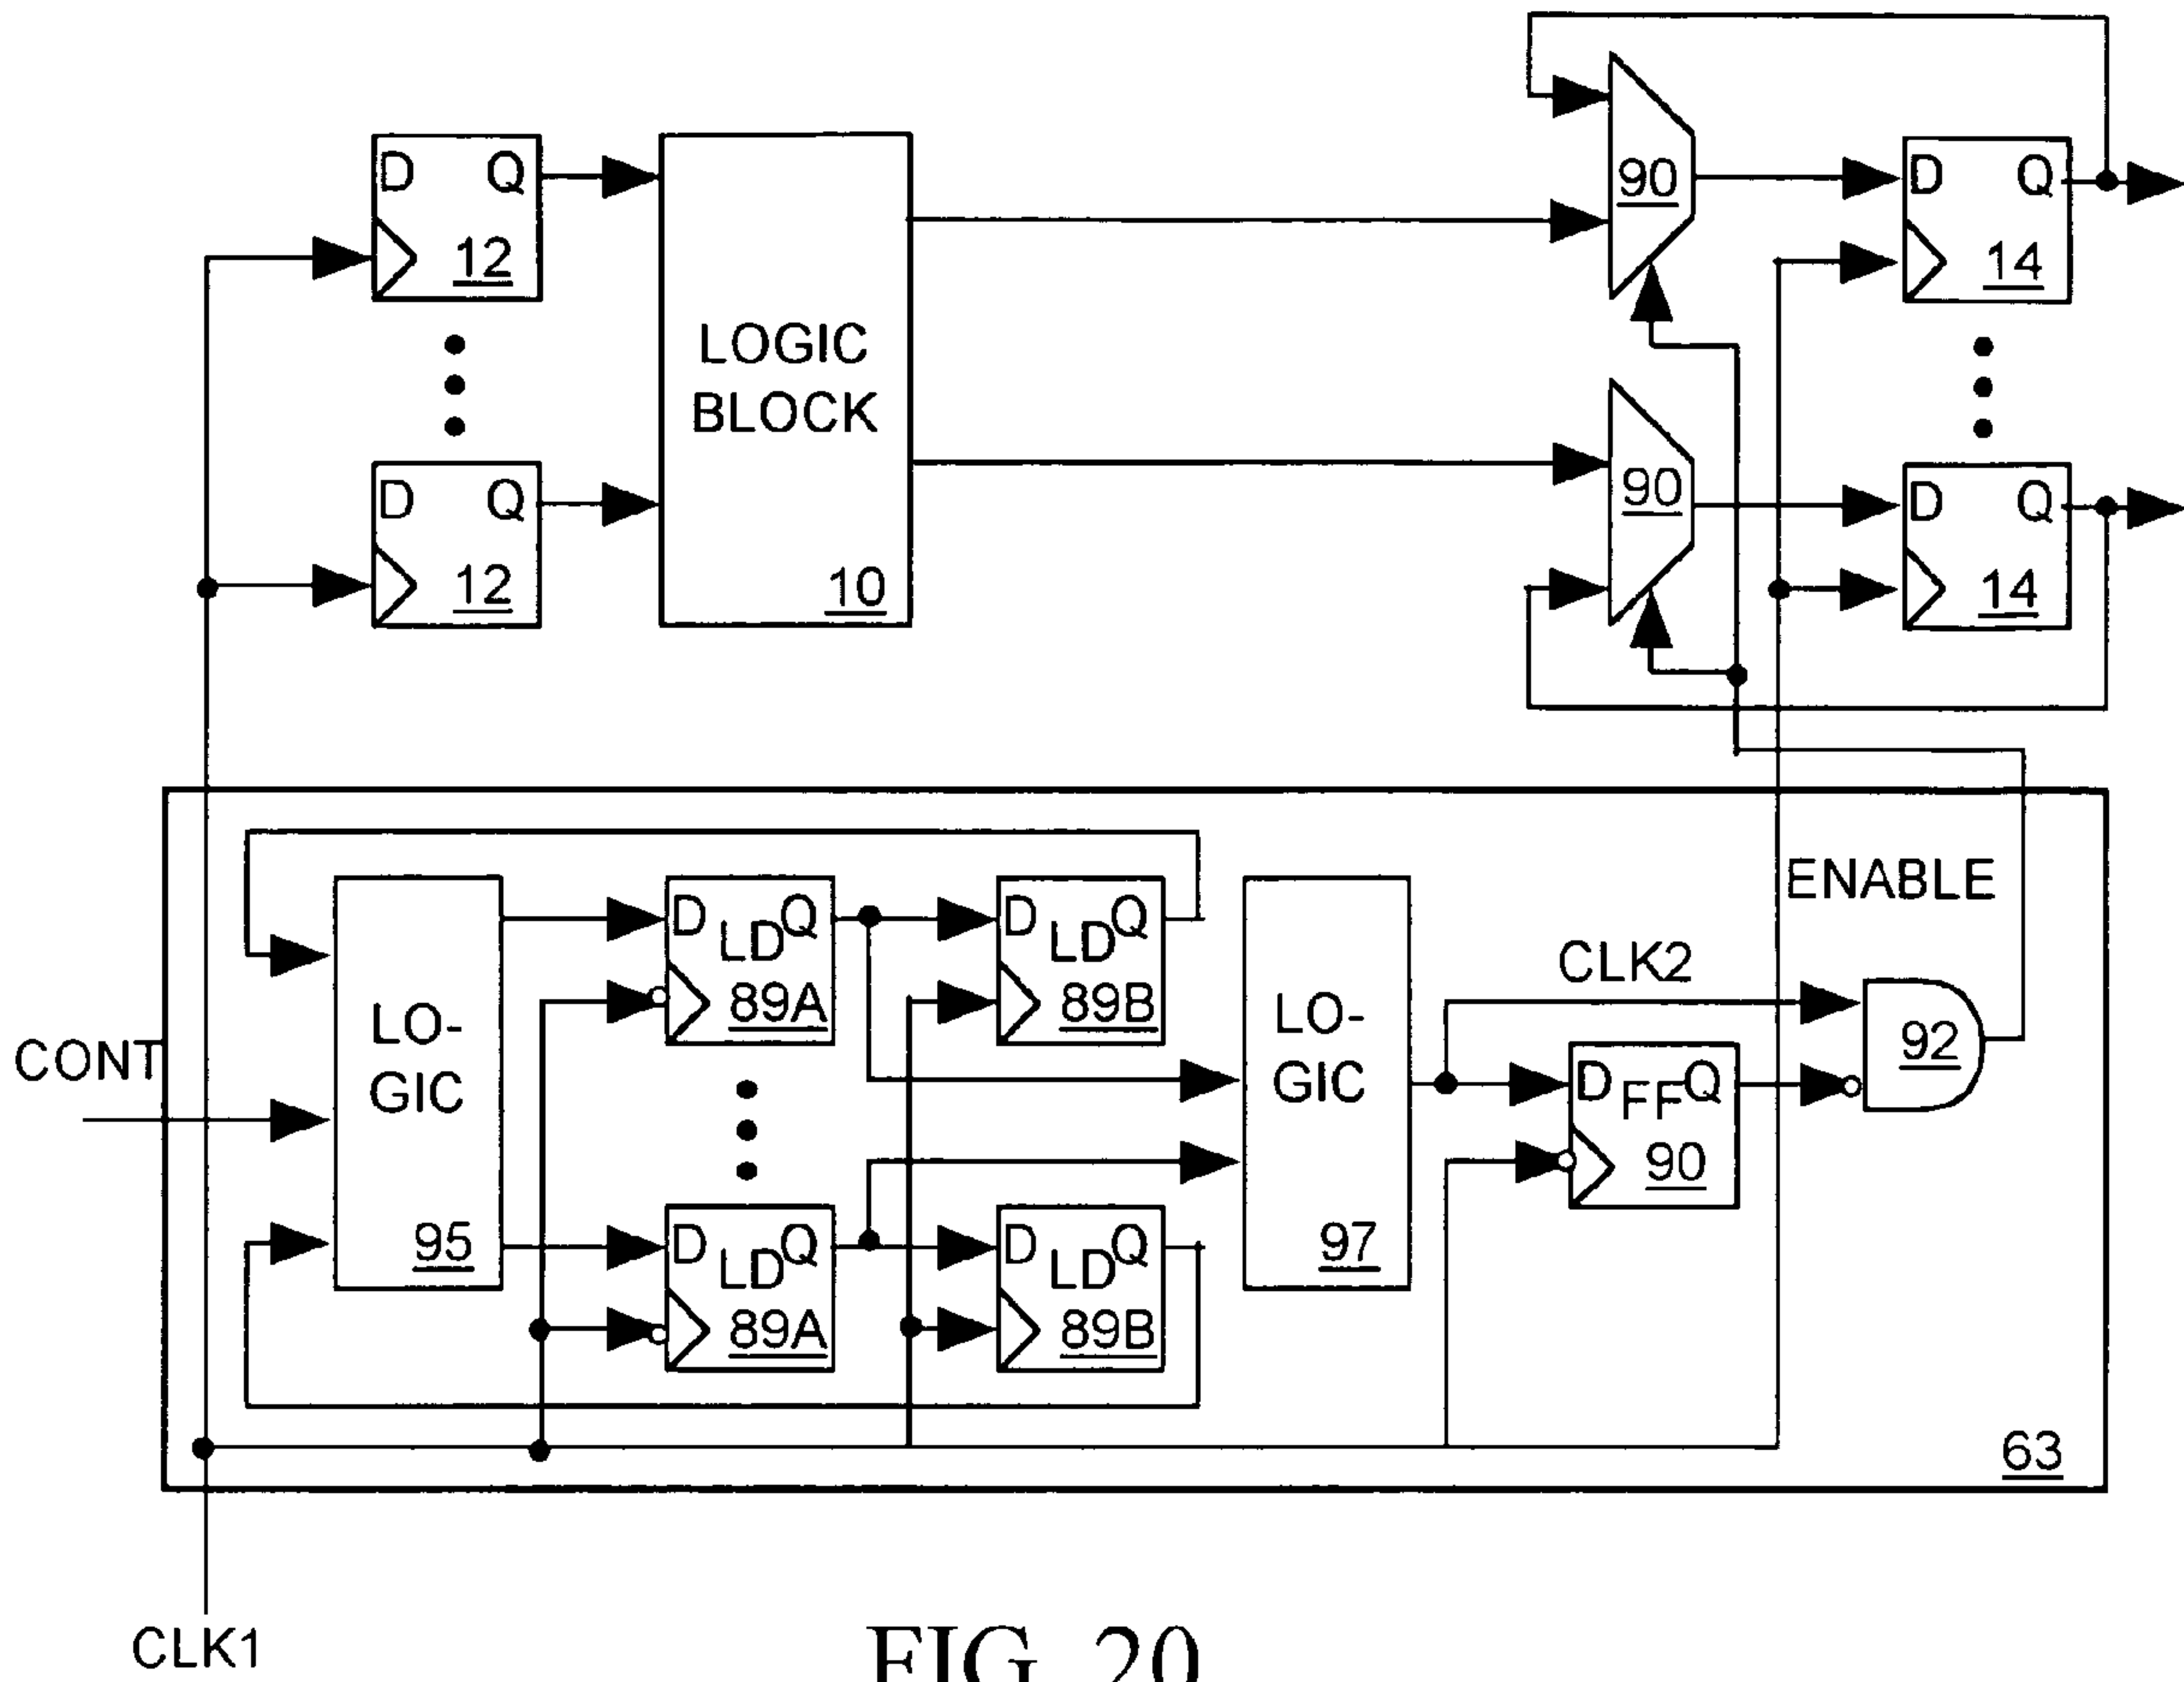 D Q
12
D Q
12
LOGIC
BLOCK
10
90
90
D Q
14
D Q
14
CONT
LO-
GIC
95
D LD Q
89A
D LD Q
89B
D LD Q
89A
D LD Q
89B
LO-
GIC
97
ENABLE
CLK2
D FF Q
90
92
63
CLK1
FIG. 20